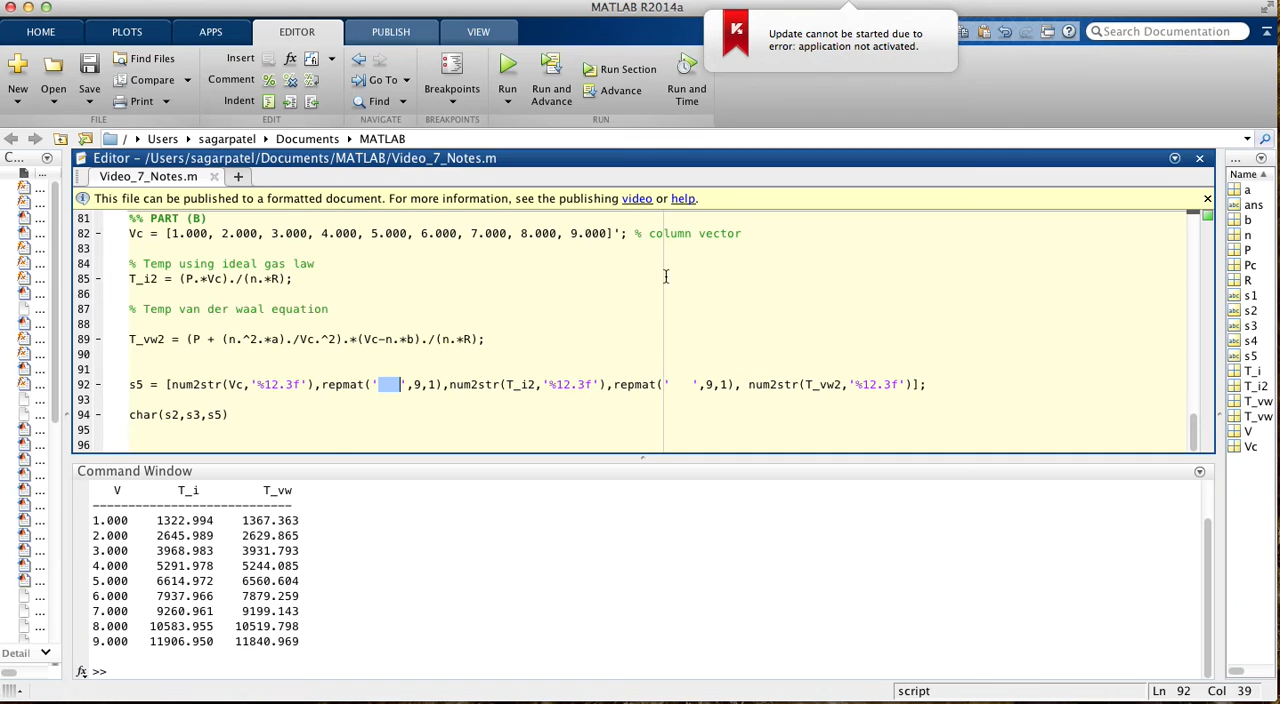 MATLAB R2014a
Update cannot be started due to
error: application not activated.
HOME PLOTS APPS EDITOR PUBLISH VIEW
Search Documentation
New Open Save Find Files Compare Print
Insert Comment Indent
Go To Find
Breakpoints
Run Run and Advance Run Section Advance Run and Time
FILE EDIT NAVIGATE BREAKPOINTS RUN
/ Users sagarpatel Documents MATLAB
C... Editor - /Users/sagarpatel/Documents/MATLAB/Video_7_Notes.m ...
Video_7_Notes.m +
This file can be published to a formatted document. For more information, see the publishing video or help.
81 %% PART (B)
82 Vc = [1.000, 2.000, 3.000, 4.000, 5.000, 6.000, 7.000, 8.000, 9.000]'; % column vector
83
84 % Temp using ideal gas law
85 T_i2 = (P.*Vc)./(n.*R);
86
87 % Temp van der waal equation
88
89 T_vw2 = (P + (n.^2.*a)./Vc.^2).*(Vc-n.*b)./(n.*R);
90
91
92 s5 = [num2str(Vc,'%12.3f'),repmat('   ',9,1),num2str(T_i2,'%12.3f'),repmat('   ',9,1), num2str(T_vw2,'%12.3f')];
93
94 char(s2,s3,s5)
95
96
Name
a
ans
b
n
P
Pc
R
s1
s2
s3
s4
s5
T_i
T_i2
T_vw
T_vw
V
Vc
Command Window
V T_i T_vw
----------------------------
1.000 1322.994 1367.363
2.000 2645.989 2629.865
3.000 3968.983 3931.793
4.000 5291.978 5244.085
5.000 6614.972 6560.604
6.000 7937.966 7879.259
7.000 9260.961 9199.143
8.000 10583.955 10519.798
9.000 11906.950 11840.969
fx >>
Detail
script Ln 92 Col 39